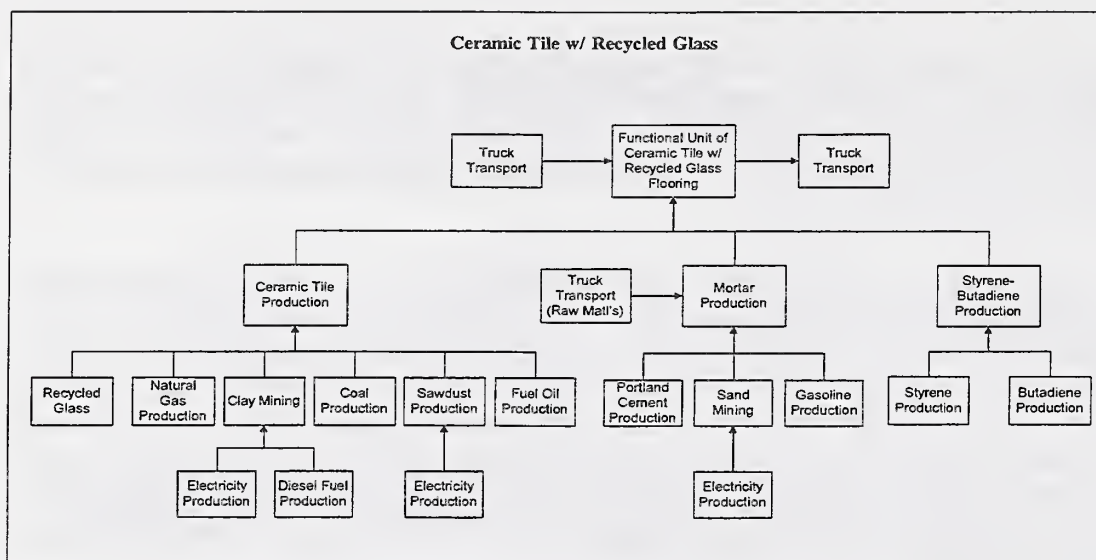 Ceramic Tile w/ Recycled Glass
Truck
Transport
Functional Unit of
Ceramic Tile w/
Recycled Glass
Flooring
Truck
Transport
Ceramic Tile
Production
Truck
Transport
(Raw Matl's)
Mortar
Production
Styrene-
Butadiene
Production
Recycled
Glass
Natural
Gas
Production
Clay Mining
Coal
Production
Sawdust
Production
Fuel Oil
Production
Portland
Cement
Production
Sand
Mining
Gasoline
Production
Styrene
Production
Butadiene
Production
Electricity
Production
Diesel Fuel
Production
Electricity
Production
Electricity
Production